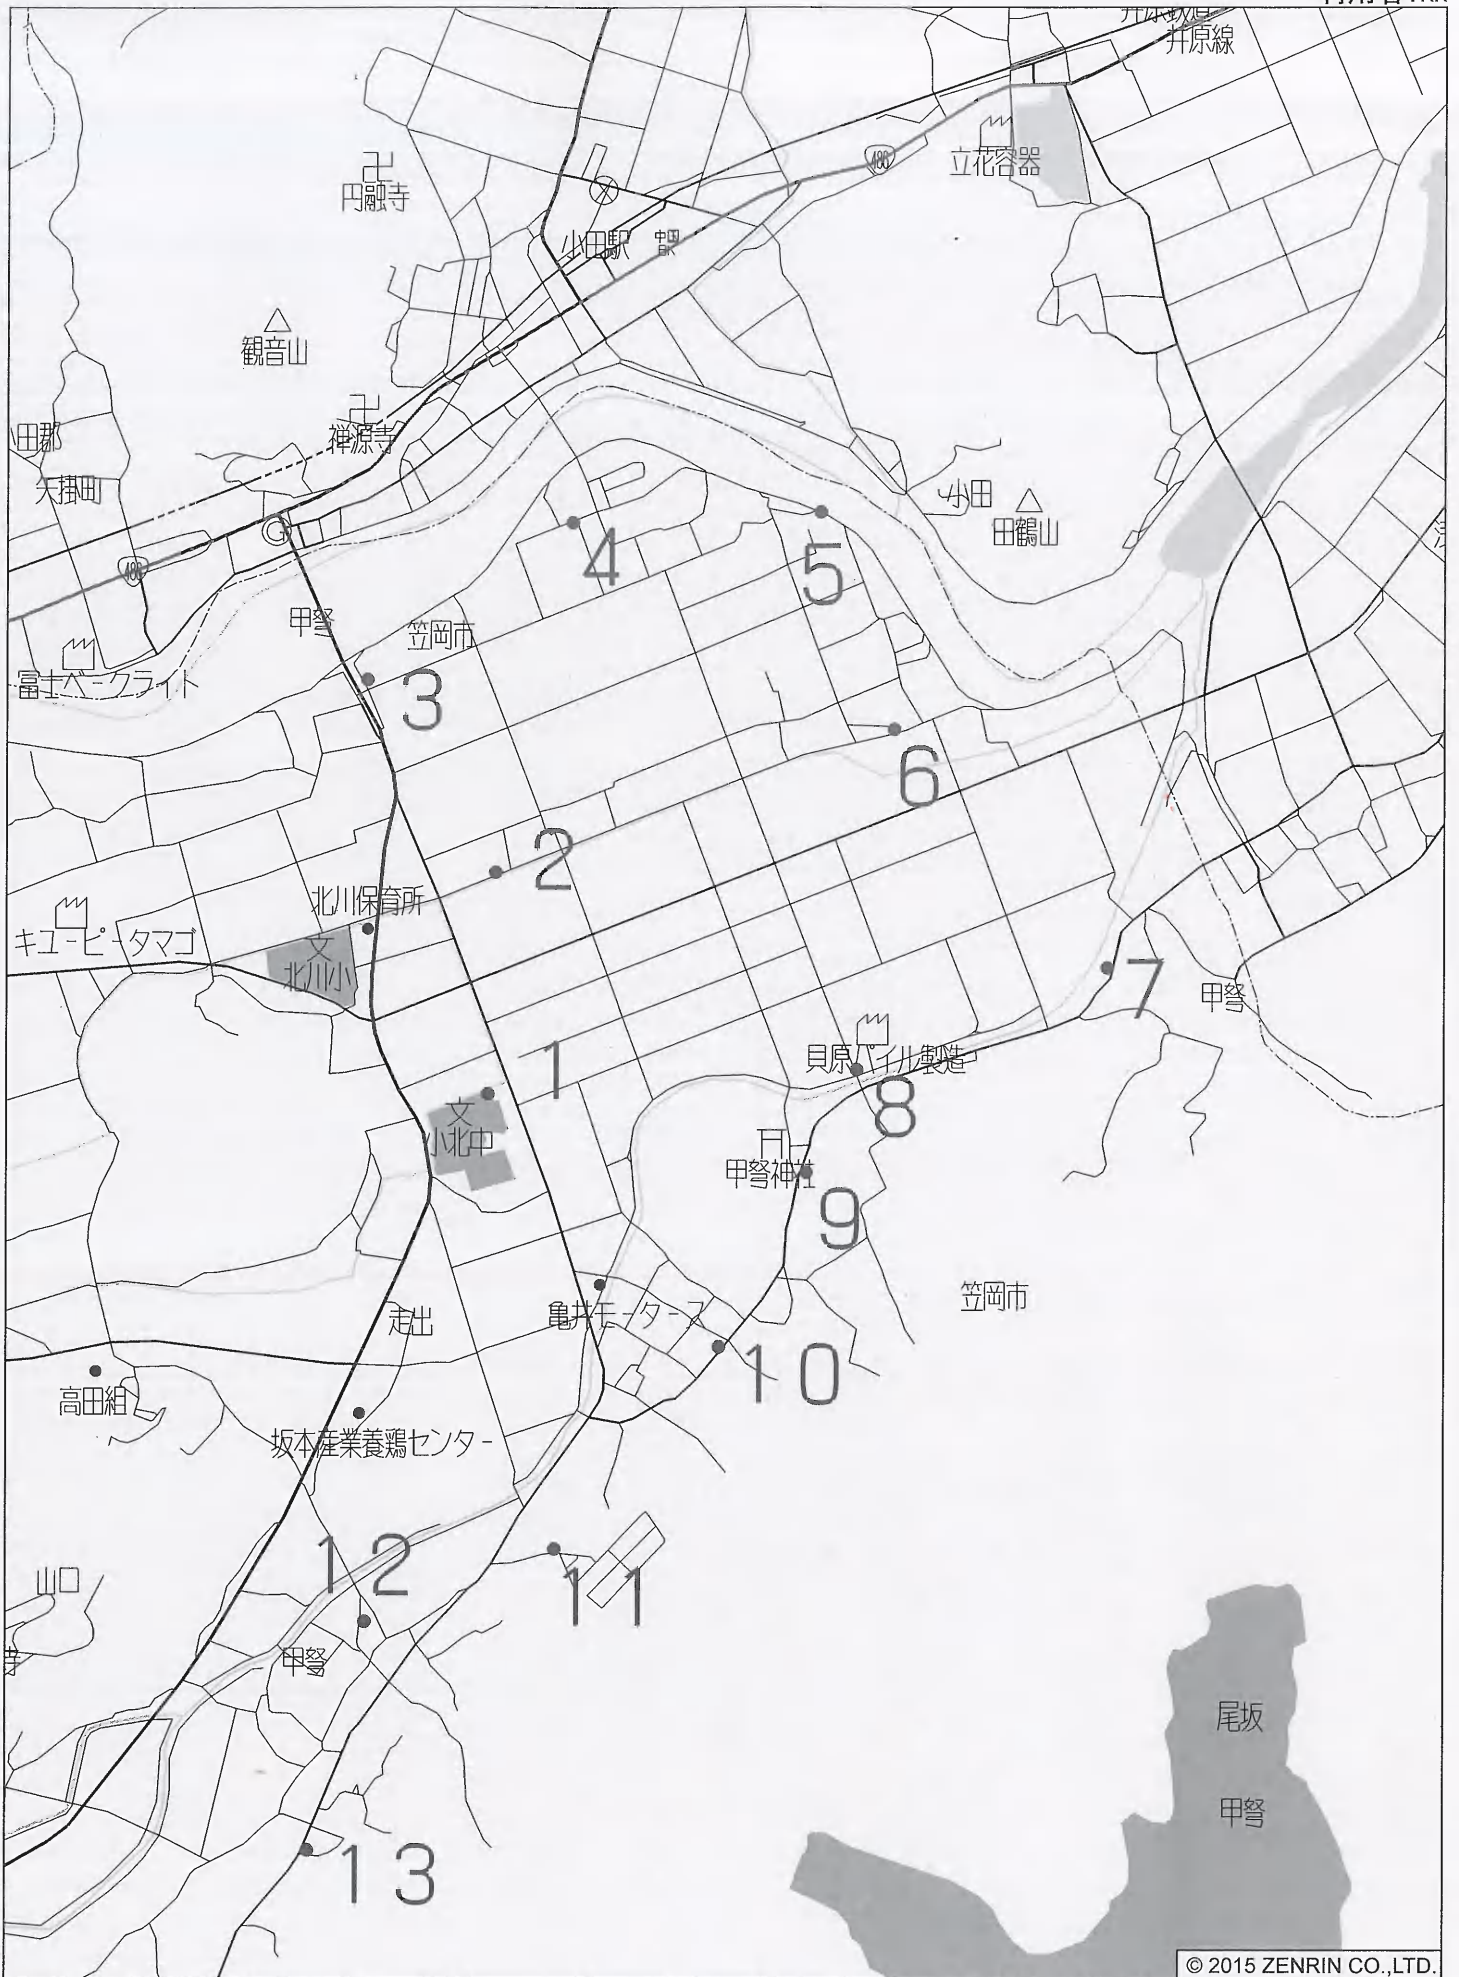 井原線
立花容器
486
円融寺
小田駅
中国
BK
観音山
禅源寺
小田郡
矢掛町
小田
田鶴山
4
5
486
甲弩
笠岡市
富士ベークライト
3
6
2
北川保育所
キユーピータマゴ
文
北川小
7
甲弩
1
貝原パイル製造
8
文
小北中
甲弩神社
9
笠岡市
亀井モータース
走出
10
高田組
坂本産業養鶏センター
12
11
山口
甲弩
尾坂
甲弩
13
© 2015 ZENRIN CO.,LTD.